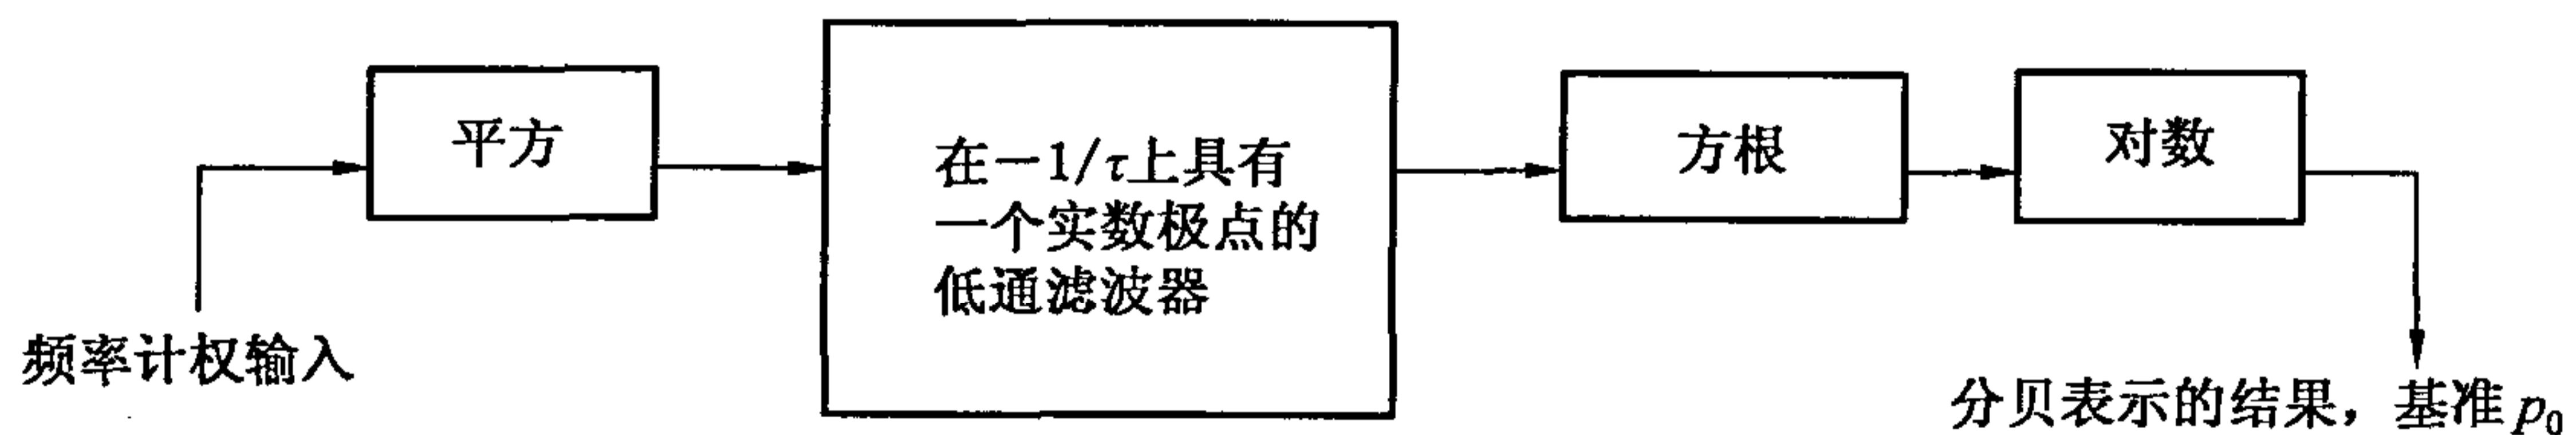 平方
在－1/τ上具有
一个实数极点的
低通滤波器
方根
对数
频率计权输入
分贝表示的结果，基准 p₀